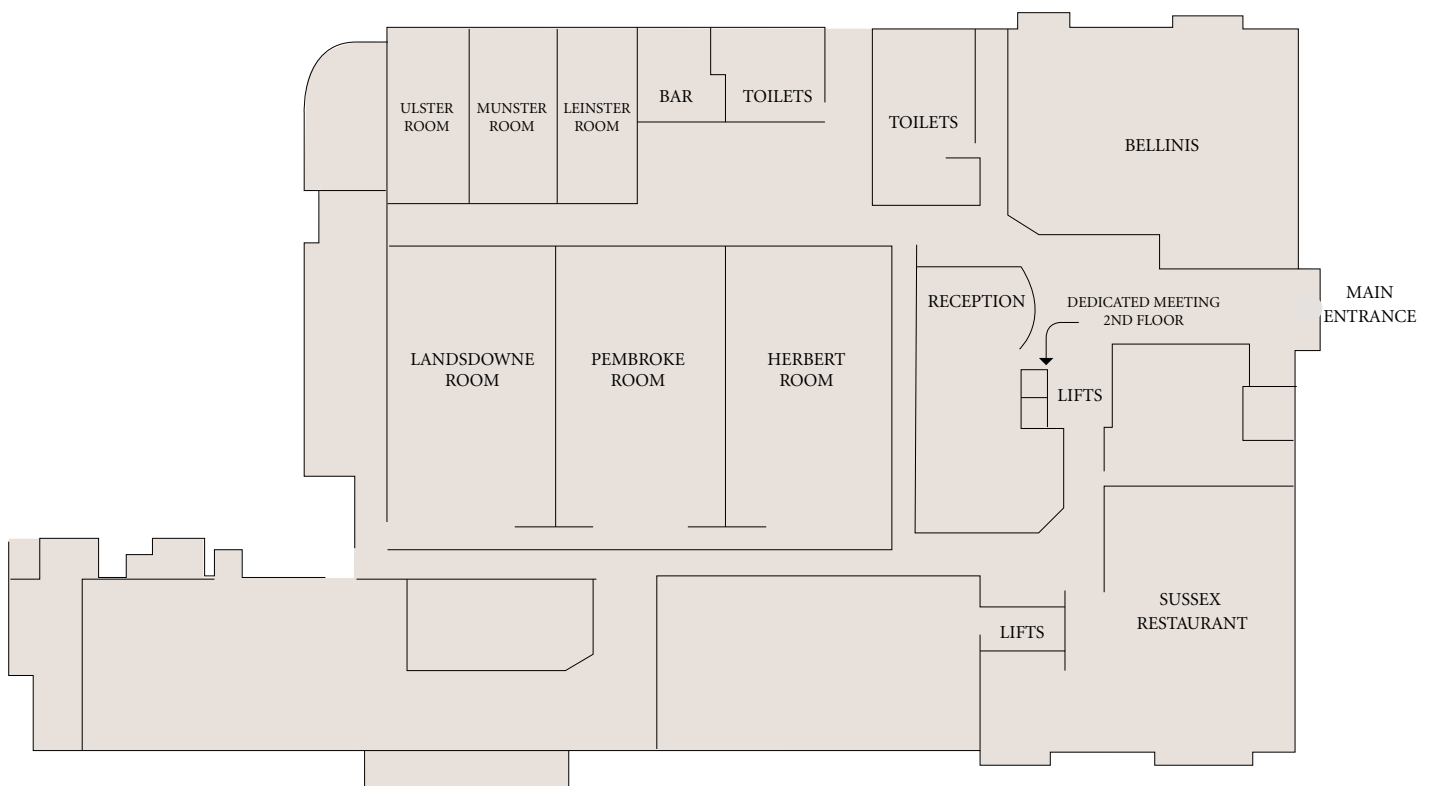 ULSTER
ROOM
MUNSTER
ROOM
LEINSTER
ROOM
BAR
TOILETS
TOILETS
BELLINIS
LANDSDOWNE
ROOM
PEMBROKE
ROOM
HERBERT
ROOM
RECEPTION
DEDICATED MEETING
2ND FLOOR
MAIN
ENTRANCE
LIFTS
LIFTS
SUSSEX
RESTAURANT